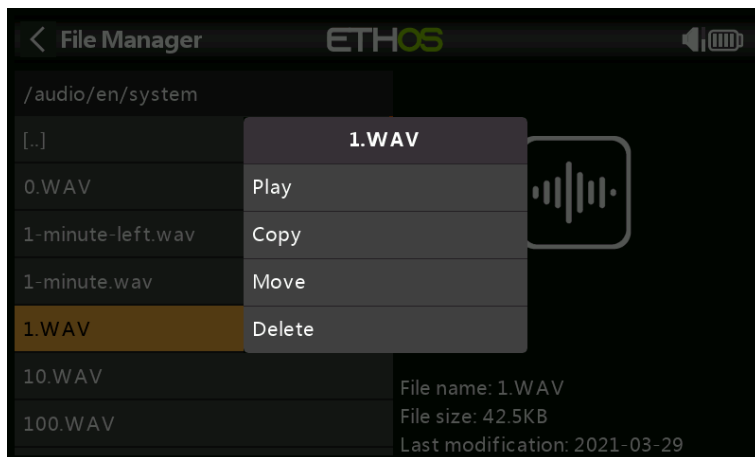 File Manager
ETHOS
/audio/en/system
[..]
0.WAV
1-minute-left.wav
1-minute.wav
1.WAV
10.WAV
100.WAV
1.WAV
Play
Copy
Move
Delete
File name: 1.WAV
File size: 42.5KB
Last modification: 2021-03-29